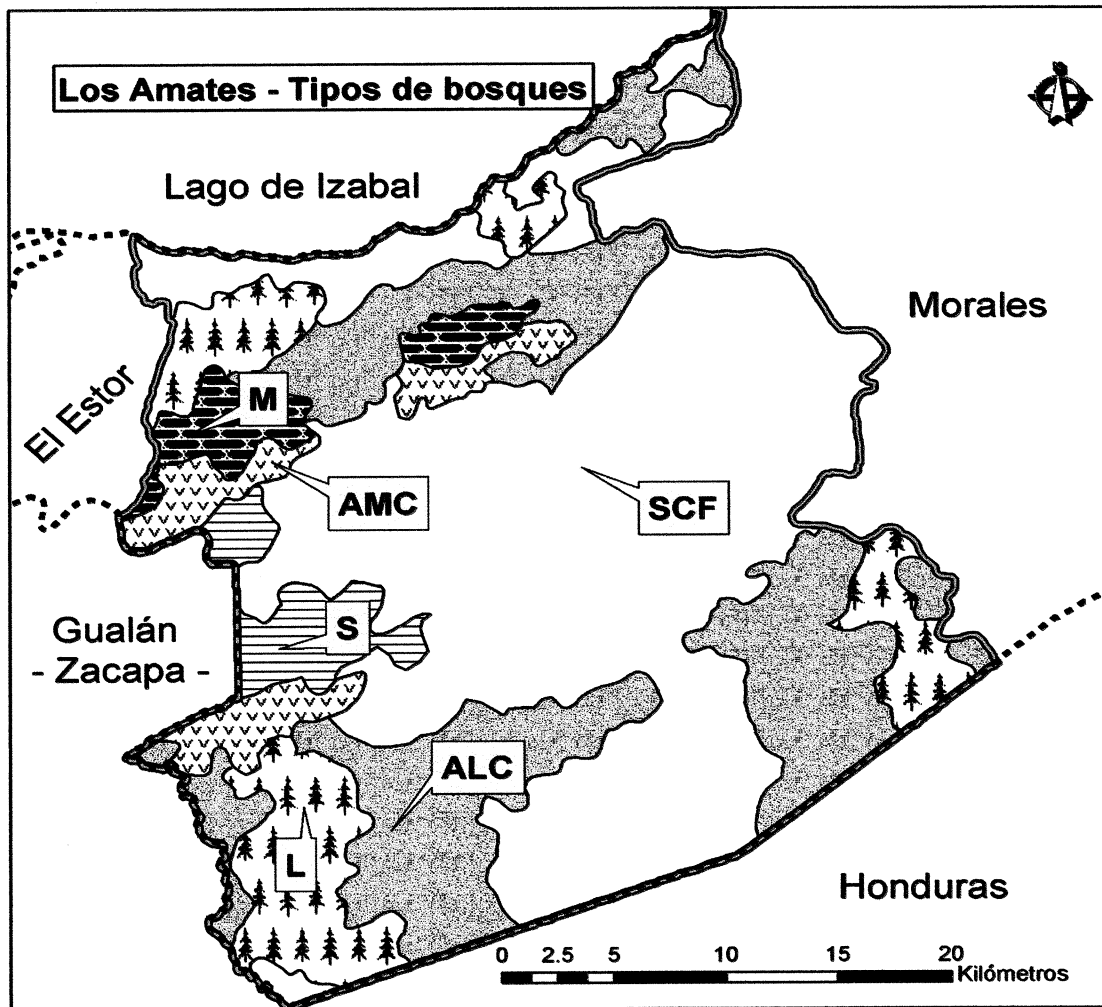 Los Amates - Tipos de bosques
Lago de Izabal
Morales
El Estor
M
AMC
SCF
Gualán
- Zacapa -
S
ALC
L
Honduras
0 2.5 5 10 15 20
Kilómetros